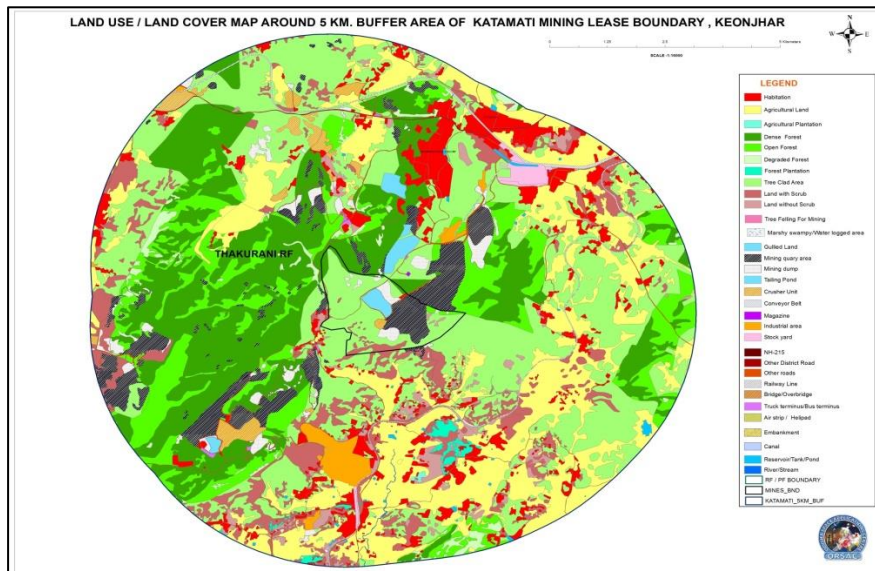 LAND USE / LAND COVER MAP AROUND 5 KM. BUFFER AREA OF KATAMATI MINING LEASE BOUNDARY , KEONJHAR
N
W E
S
THAKURANI RF
LEGEND
Habitation
Agricultural Land
Agricultural Plantation
Dense Forest
Open Forest
Degraded Forest
Forest Plantation
Tree Clad Area
Land with Scrub
Land without Scrub
Tree Felling For Mining
Marshy swampy/Water logged area
Gullied Land
Mining quary area
Mining dump
Tailing Pond
Crusher Unit
Conveyor Belt
Magazine
Industrial area
Stock yard
NH-215
Other District Road
Other roads
Railway Line
Bridge/Overbridge
Truck terminus/Bus terminus
Air strip / Helipad
Embankment
Canal
Reservoir/Tank/Pond
River/Stream
RF / PF BOUNDARY
MINES_BND
KATAMATI_5KM_BUF
ORSAC